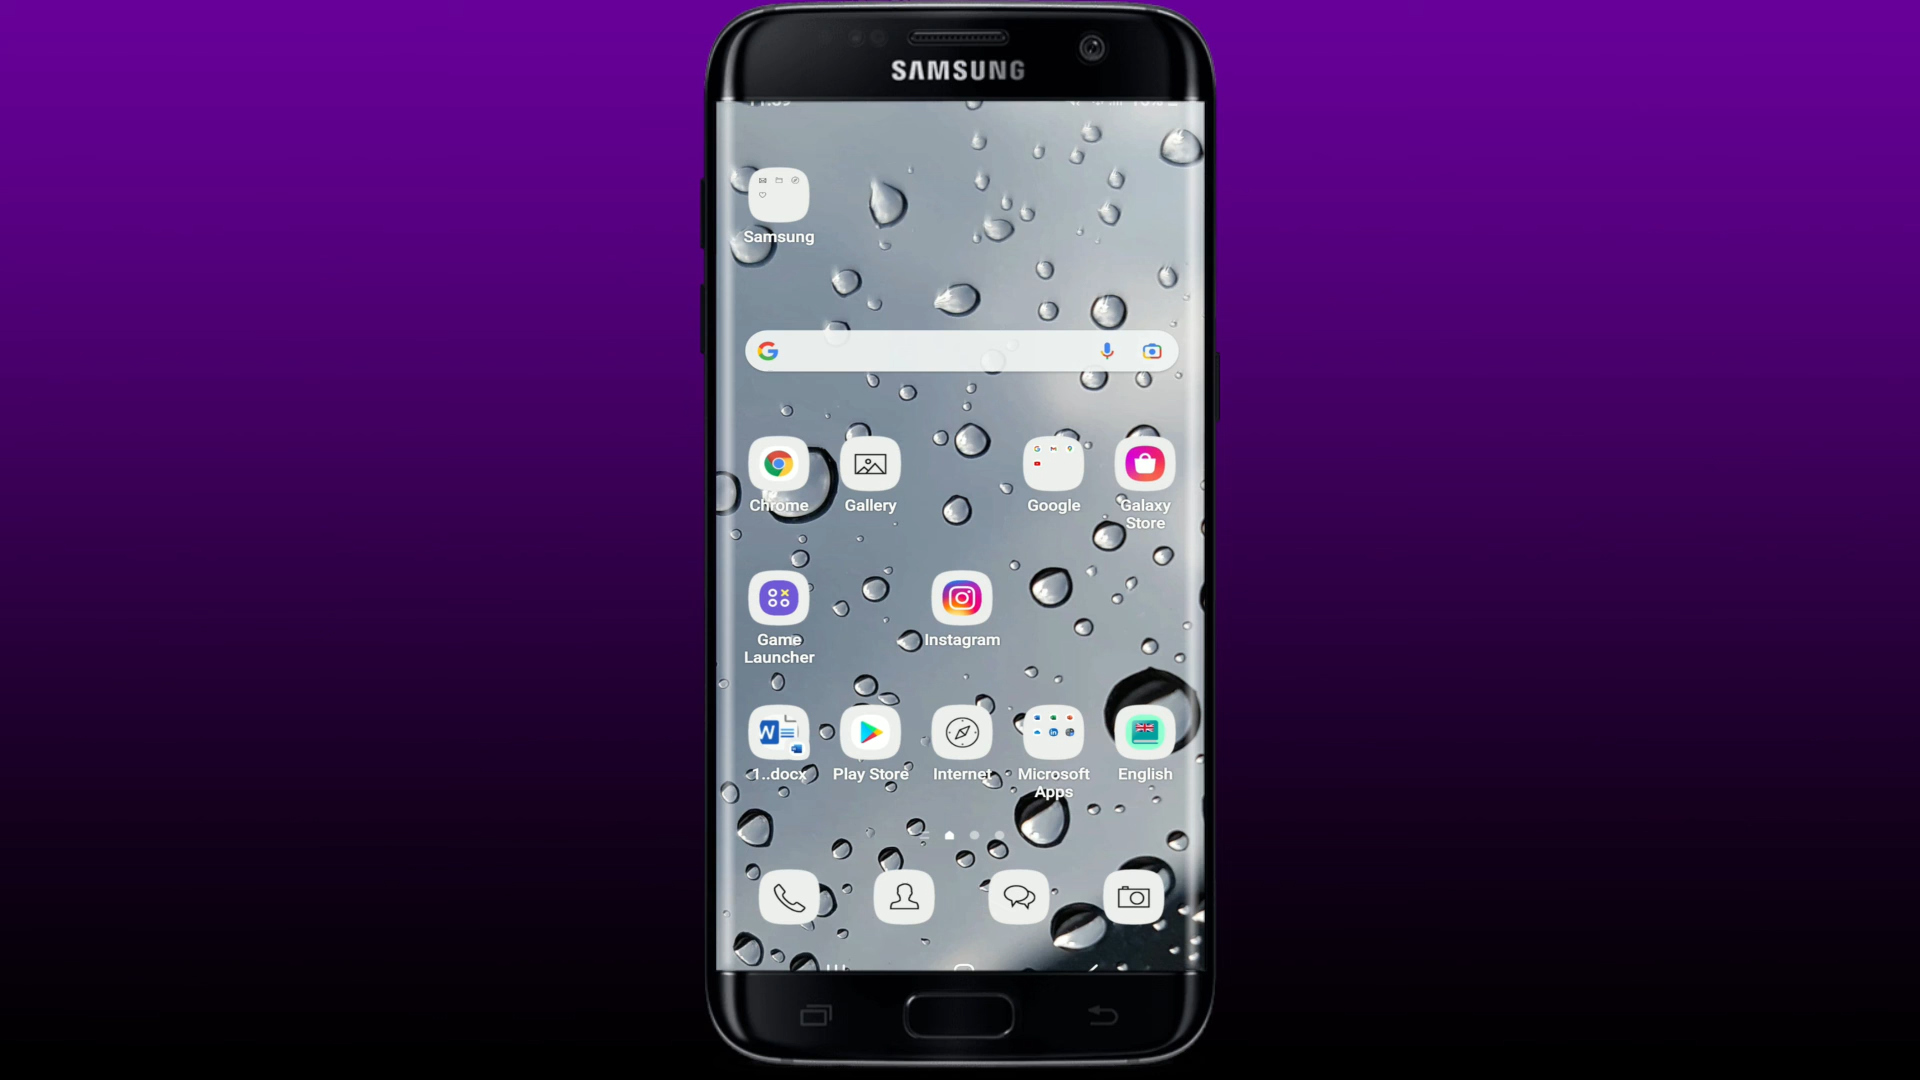 SAMSUNG
Samsung
Chrome
Gallery
Google
Galaxy
Store
Game
Launcher
Instagram
1..docx
Play Store
Internet
Microsoft
Apps
English